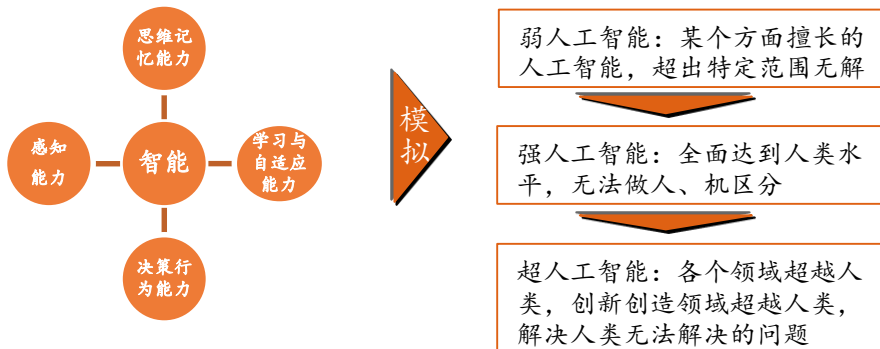 思维记
忆能力
感知
能力
智能
学习与
自适应
能力
决策行
为能力
模
拟
弱人工智能：某个方面擅长的
人工智能，超出特定范围无解
强人工智能：全面达到人类水
平，无法做人、机区分
超人工智能：各个领域超越人
类，创新创造领域超越人类，
解决人类无法解决的问题